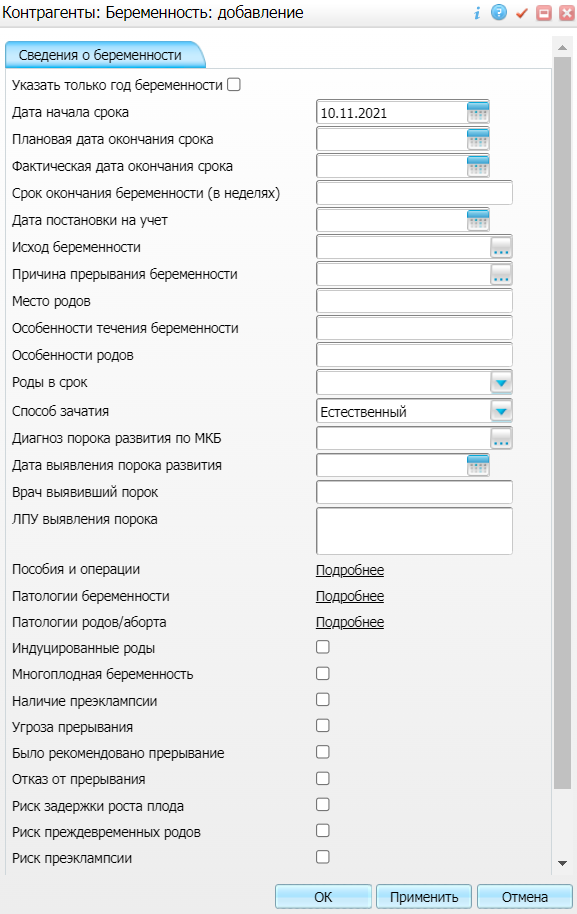 Контрагенты: Беременность: добавление
Сведения о беременности
Указать только год беременности
Дата начала срока 10.11.2021
Плановая дата окончания срока
Фактическая дата окончания срока
Срок окончания беременности (в неделях)
Дата постановки на учет
Исход беременности
Причина прерывания беременности
Место родов
Особенности течения беременности
Особенности родов
Роды в срок
Способ зачатия Естественный
Диагноз порока развития по МКБ
Дата выявления порока развития
Врач выявивший порок
ЛПУ выявления порока
Пособия и операции Подробнее
Патологии беременности Подробнее
Патологии родов/аборта Подробнее
Индуцированные роды
Многоплодная беременность
Наличие преэклампсии
Угроза прерывания
Было рекомендовано прерывание
Отказ от прерывания
Риск задержки роста плода
Риск преждевременных родов
Риск преэклампсии
ОК Применить Отмена